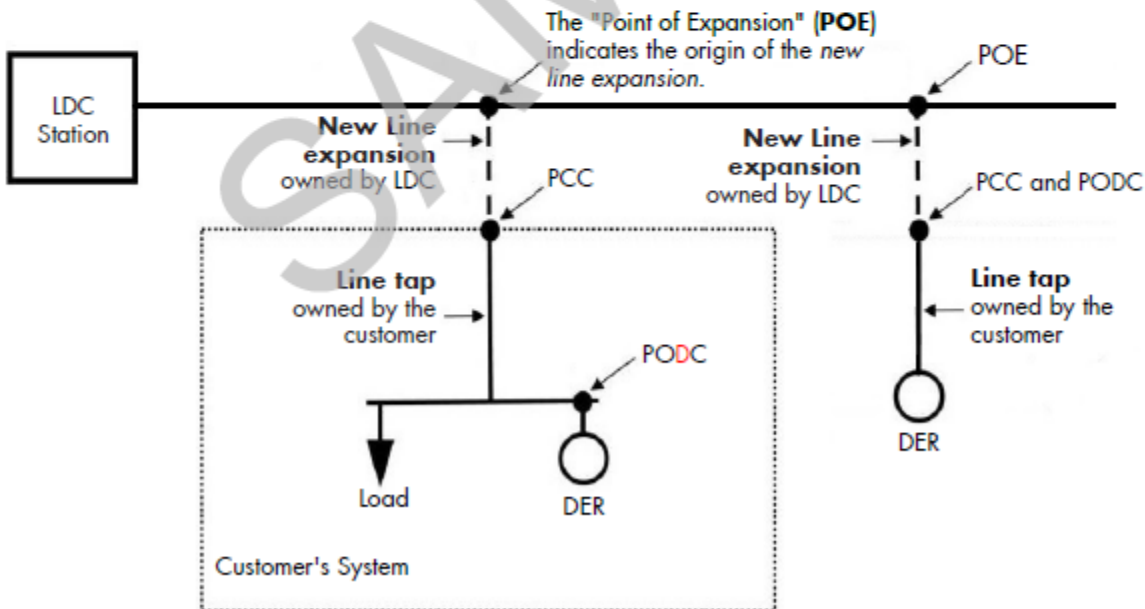 The "Point of Expansion" (POE)
indicates the origin of the new
line expansion.
POE
LDC
Station
New Line
expansion
owned by LDC
PCC
New Line
expansion
owned by LDC
PCC and PODC
Line tap
owned by the
customer
Line tap
owned by the
customer
PODC
DER
Load
DER
Customer's System